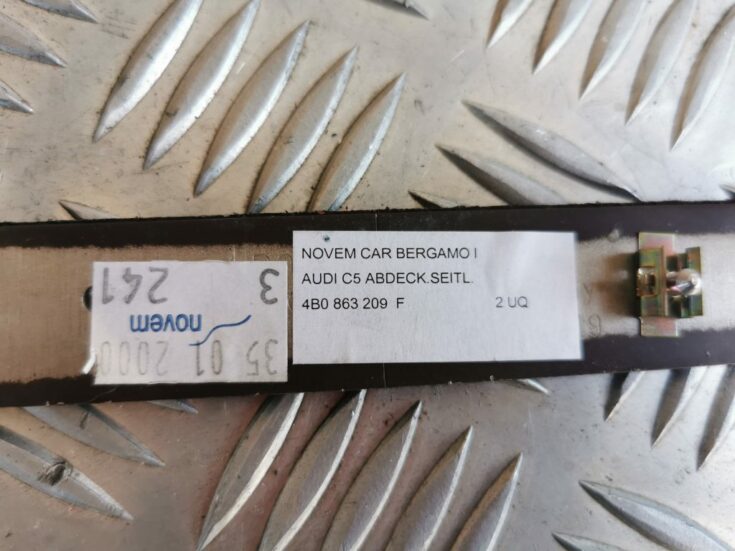 NOVEM CAR BERGAMO I
AUDI C5 ABDECK.SEITL.
4B0 863 209 F 2 UQ
3 241
novem
35 01 2000